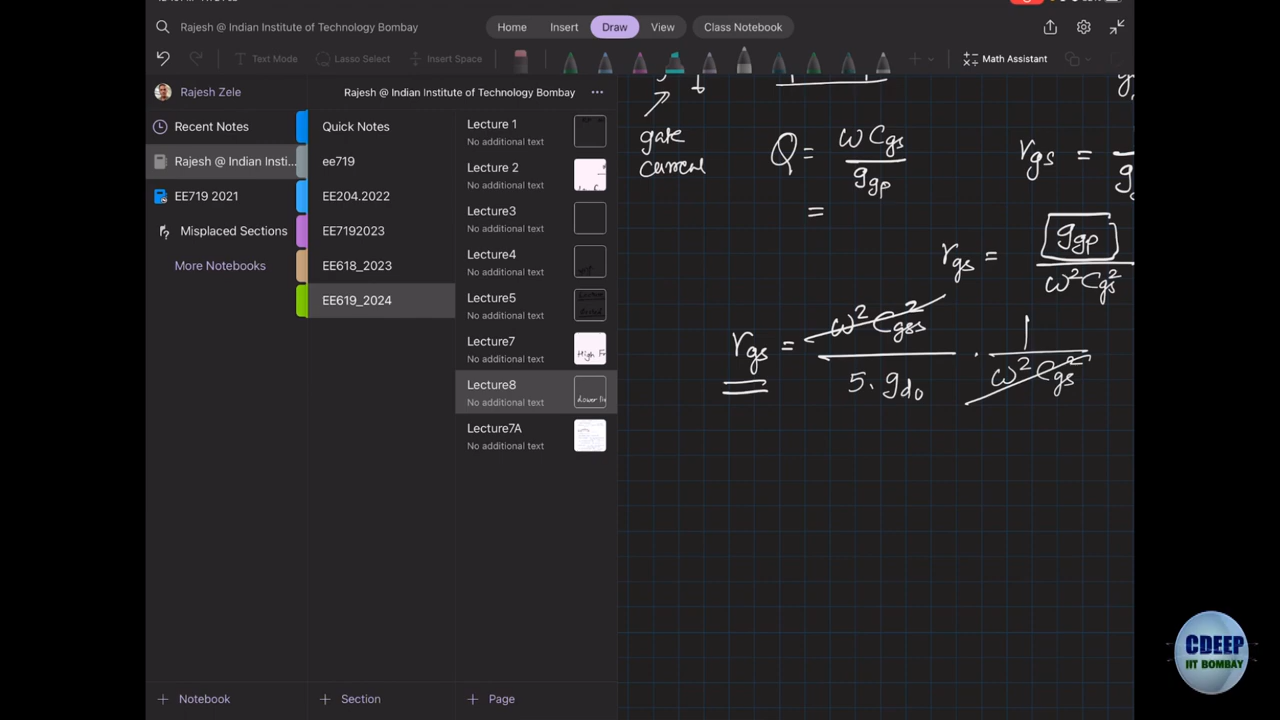 Rajesh @ Indian Institute of Technology Bombay
Home Insert Draw View Class Notebook
Text Mode Lasso Select Insert Space Math Assistant
Rajesh Zele
Recent Notes
Rajesh @ Indian Insti...
EE719 2021
Misplaced Sections
More Notebooks
Rajesh @ Indian Institute of Technology Bombay
Quick Notes
ee719
EE204.2022
EE7192023
EE618_2023
EE619_2024
Lecture 1
No additional text
Lecture 2
No additional text
Lecture3
No additional text
Lecture4
No additional text
Lecture5
No additional text
Lecture7
No additional text
High F
Lecture8
No additional text
Lecture7A
No additional text
gate
current
Q = ωCgs / ggp
=
rgs =
rgs = ggp / ω²Cgs²
rgs = ω²Cgs² / 5·gdo · 1 / ω²Cgs²
+ Notebook + Section + Page
CDEEP
IIT BOMBAY